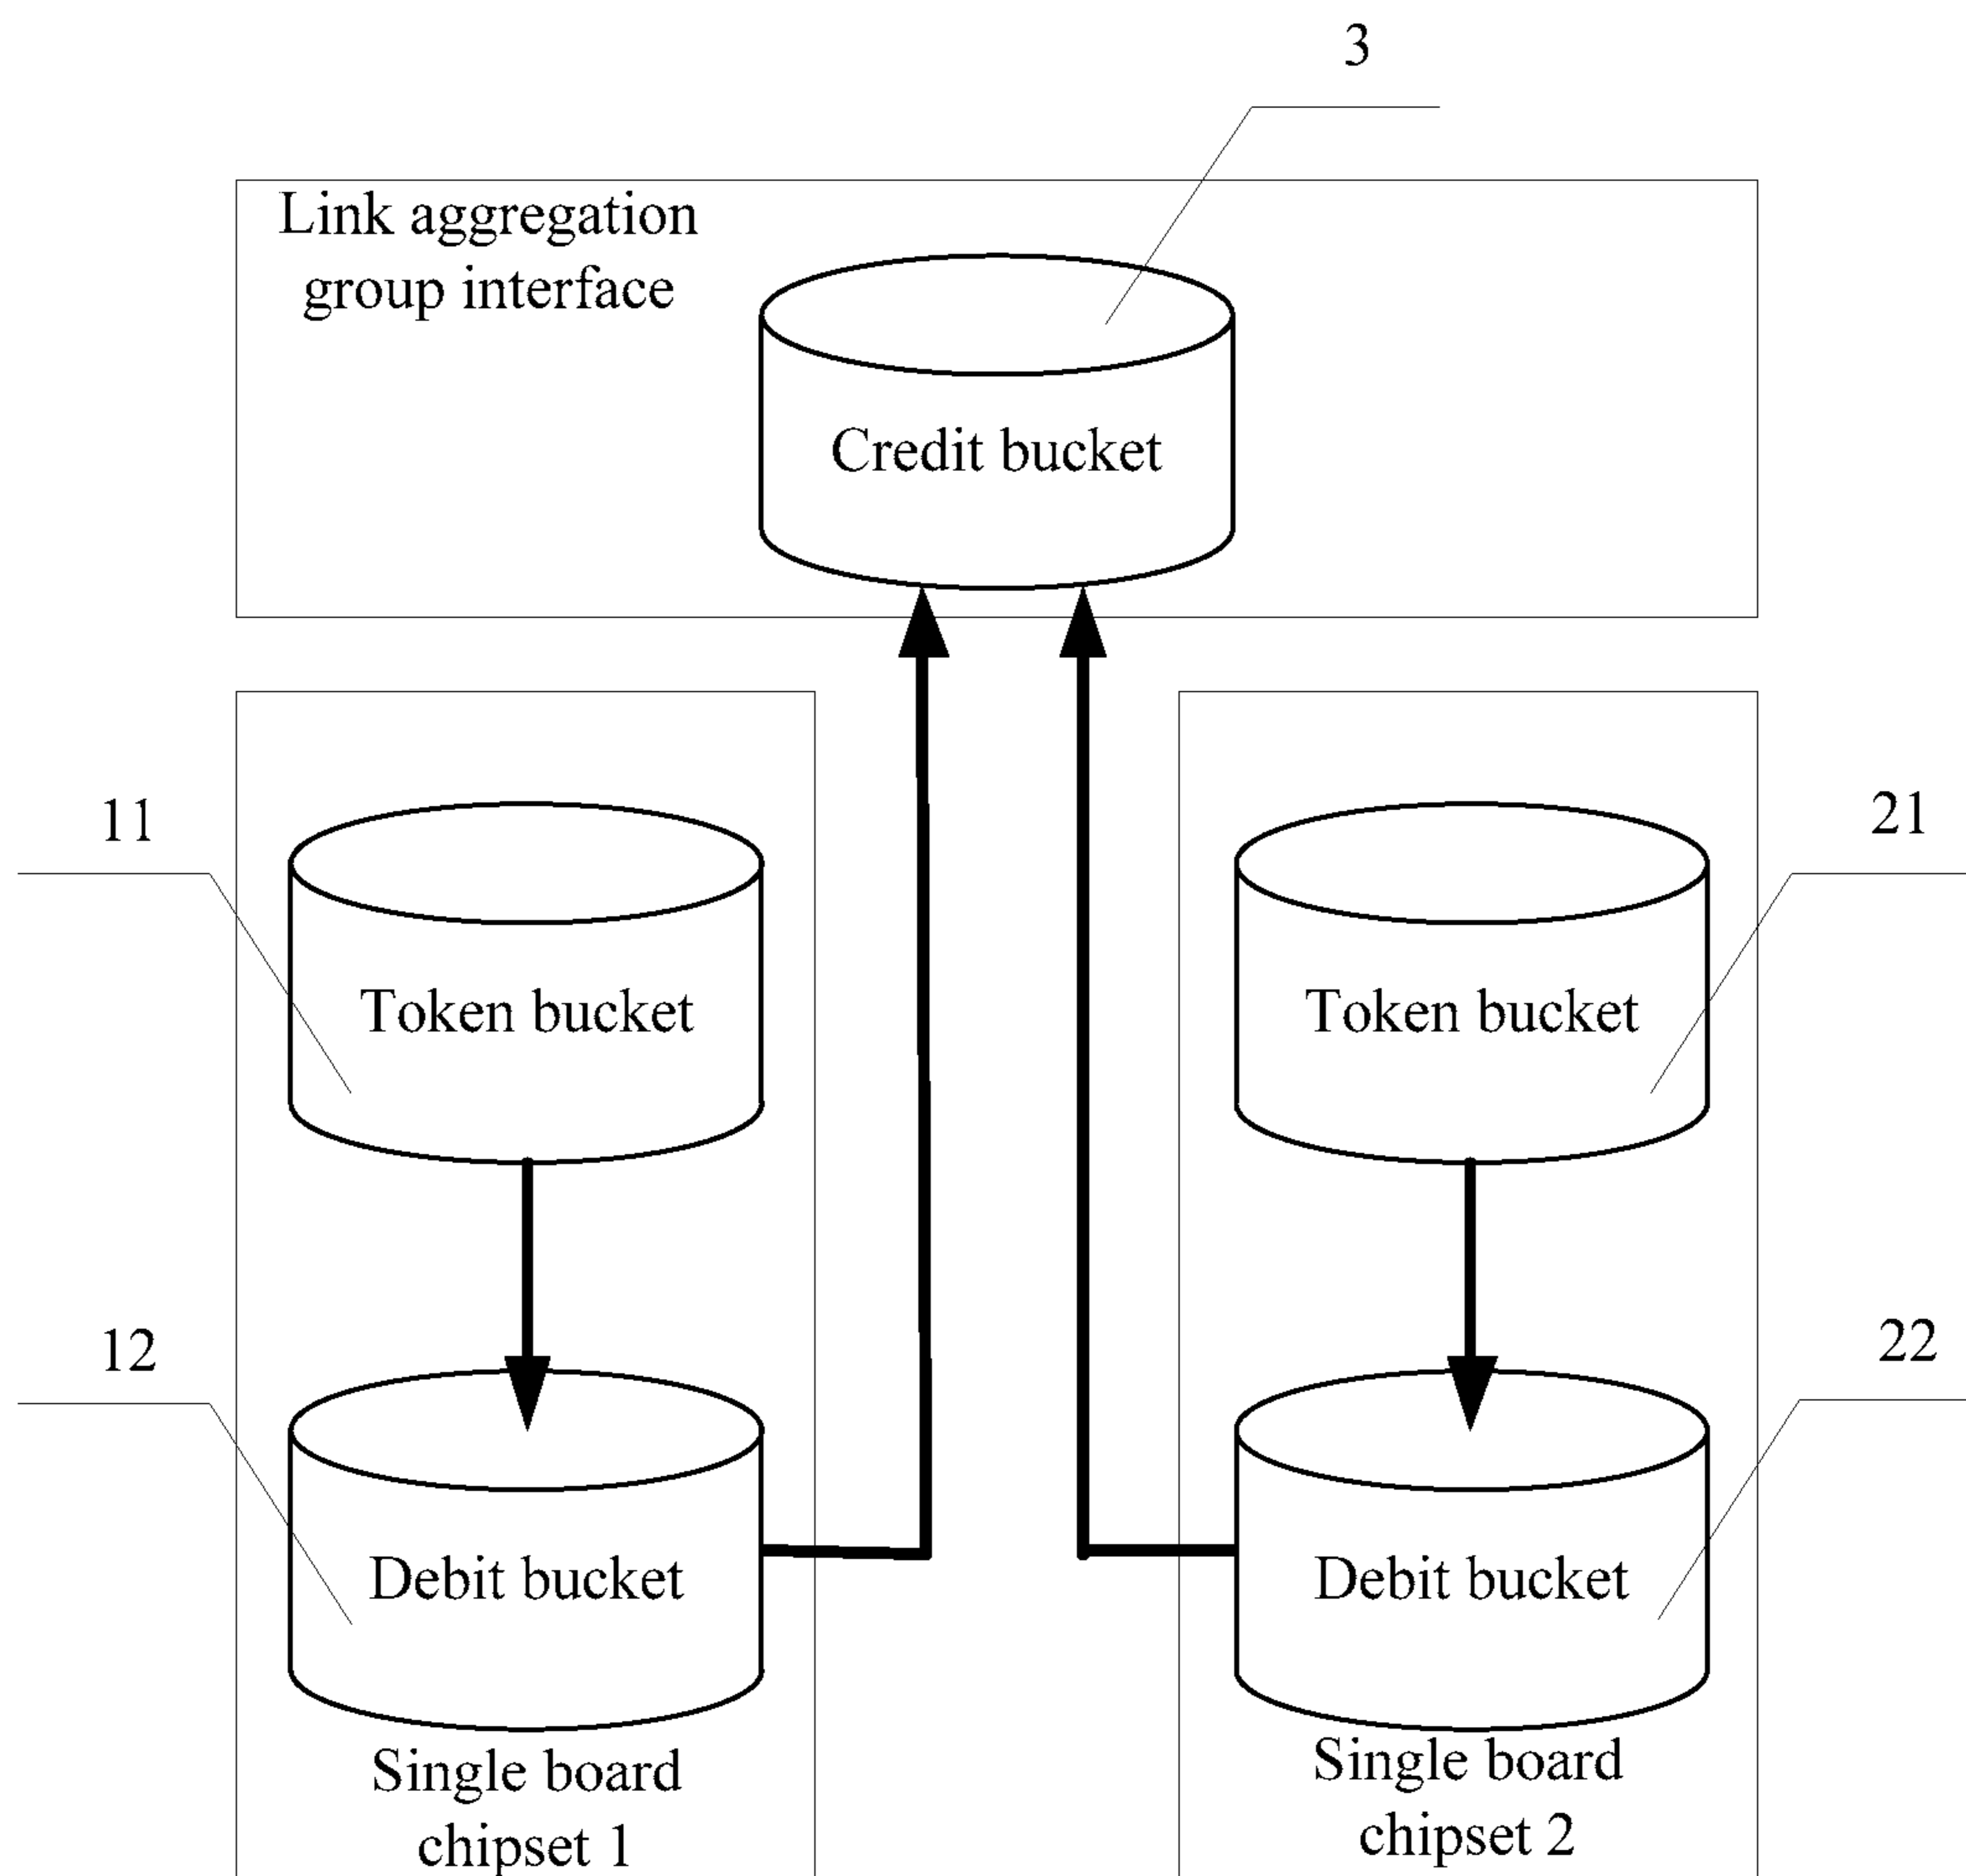 3
Link aggregation
group interface
Credit bucket
11
21
Token bucket
Token bucket
12
22
Debit bucket
Debit bucket
Single board
chipset 1
Single board
chipset 2